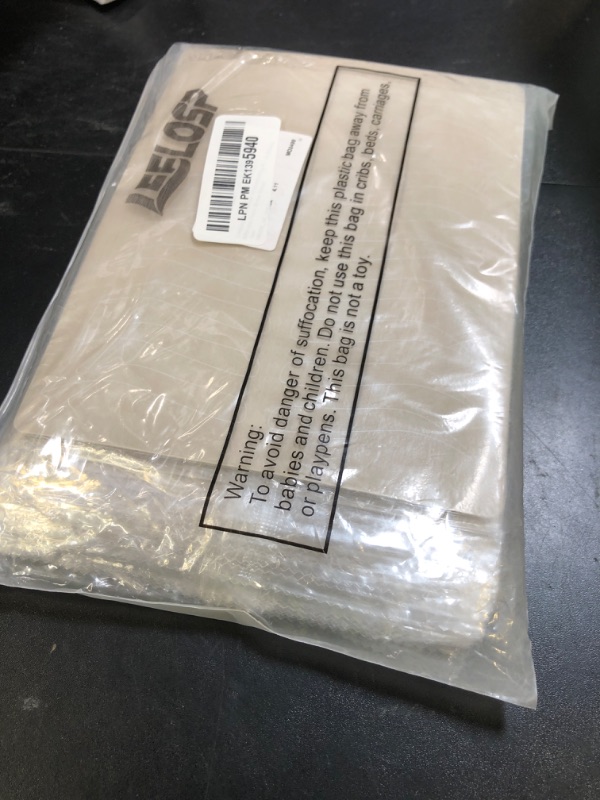 LEELOSP
LPN PM EK1395940
Warning:
To avoid danger of suffocation, keep this plastic bag away from
babies and children. Do not use this bag in cribs, beds, carriages,
or playpens. This bag is not a toy.